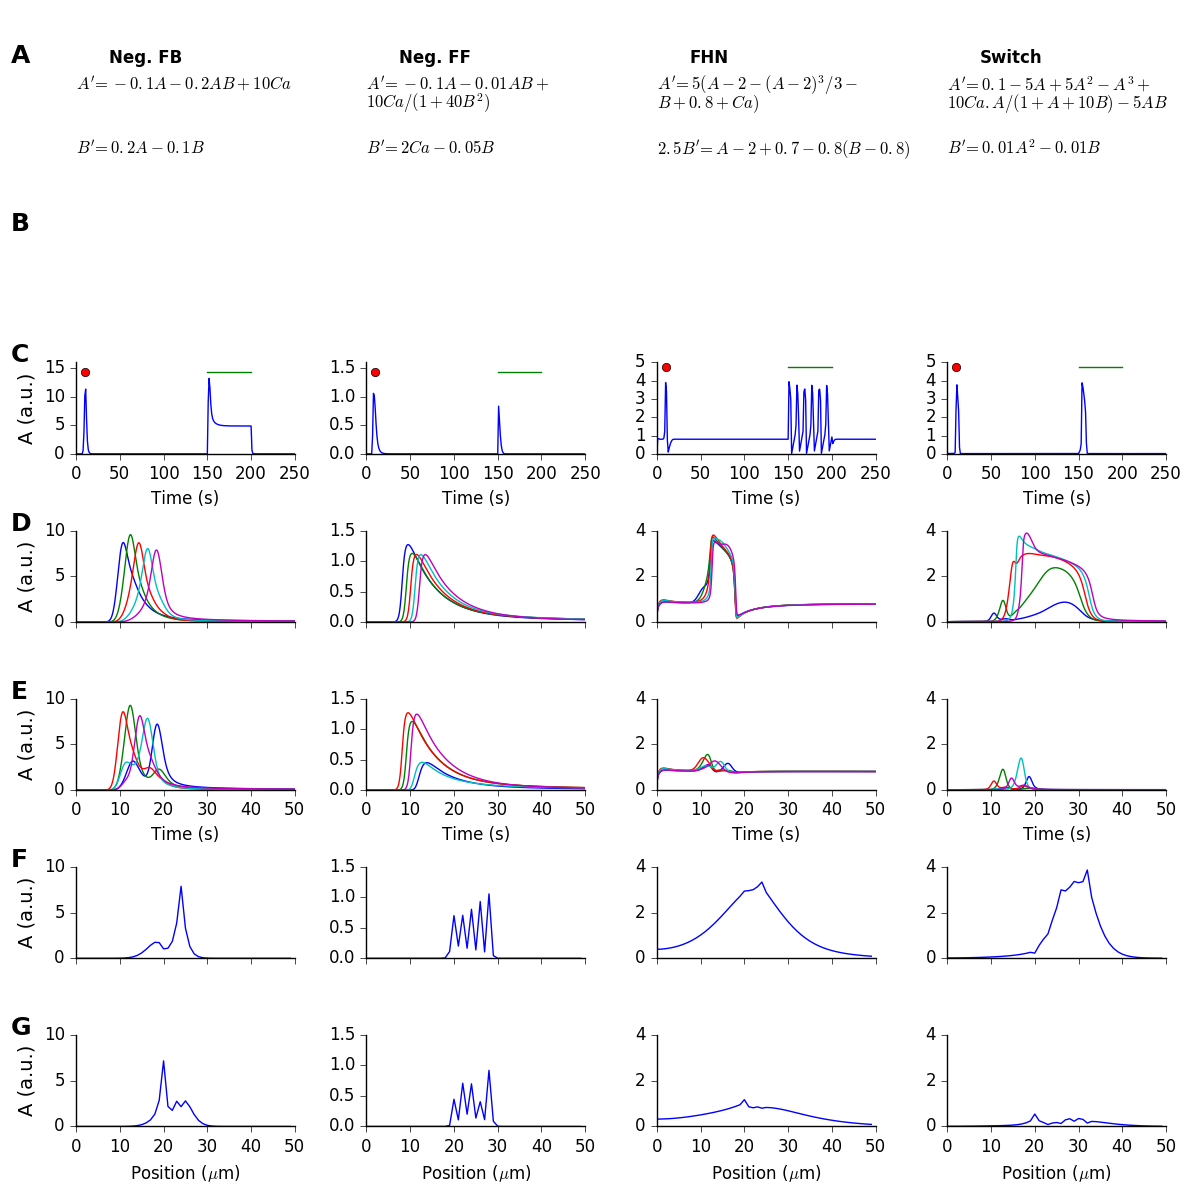 A
Neg. FB
Neg. FF
FHN
Switch
A′=−0.1A−0.2AB+10Ca
A′=−0.1A−0.01AB+
10Ca/(1+40B²)
A′=5(A−2−(A−2)³/3−
B+0.8+Ca)
A′=0.1−5A+5A²−A³+
10Ca.A/(1+A+10B)−5AB
B′=0.2A−0.1B
B′=2Ca−0.05B
2.5B′=A−2+0.7−0.8(B−0.8)
B′=0.01A²−0.01B
B
C
A (a.u.)
15
10
5
0
0 50 100 150 200 250
Time (s)
1.5
1.0
0.5
0.0
0 50 100 150 200 250
Time (s)
5
4
3
2
1
0
0 50 100 150 200 250
Time (s)
5
4
3
2
1
0
0 50 100 150 200 250
Time (s)
D
A (a.u.)
10
5
0
1.5
1.0
0.5
0.0
4
2
0
4
2
0
E
A (a.u.)
10
5
0
0 10 20 30 40 50
Time (s)
1.5
1.0
0.5
0.0
0 10 20 30 40 50
Time (s)
4
2
0
0 10 20 30 40 50
Time (s)
4
2
0
0 10 20 30 40 50
Time (s)
F
A (a.u.)
10
5
0
1.5
1.0
0.5
0.0
4
2
0
4
2
0
G
A (a.u.)
10
5
0
0 10 20 30 40 50
Position (μm)
1.5
1.0
0.5
0.0
0 10 20 30 40 50
Position (μm)
4
2
0
0 10 20 30 40 50
Position (μm)
4
2
0
0 10 20 30 40 50
Position (μm)